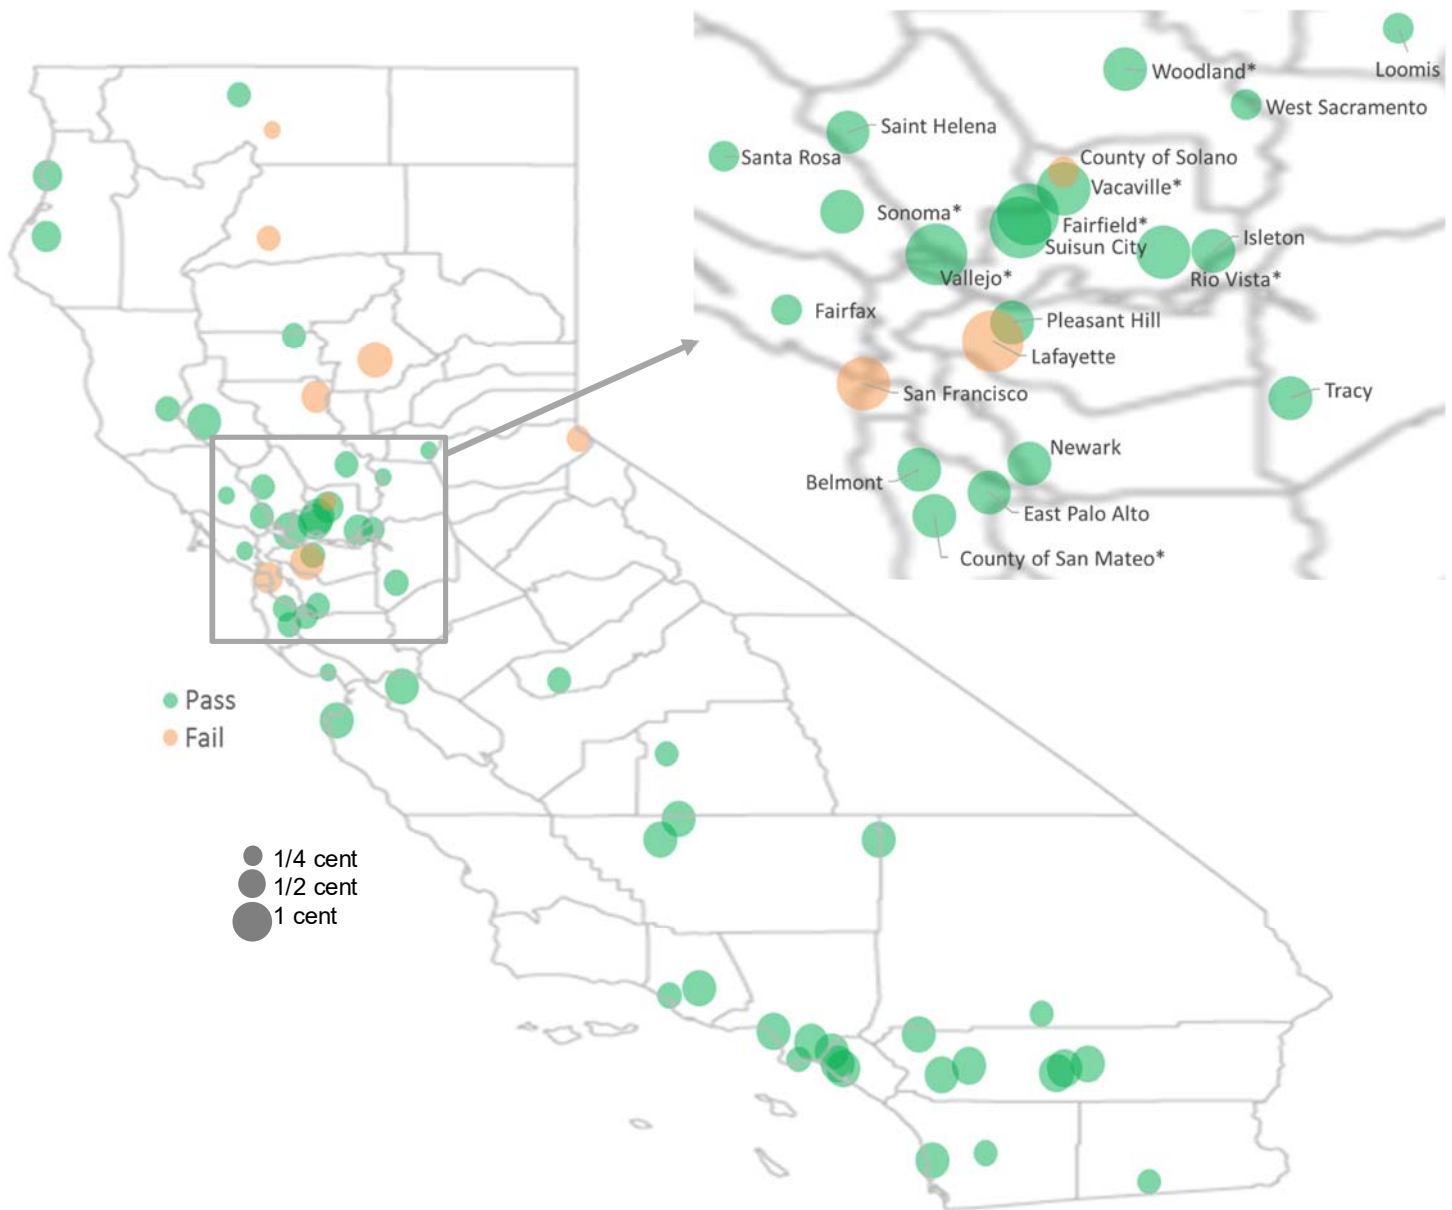 Woodland*
Loomis
West Sacramento
Saint Helena
Santa Rosa
County of Solano
Vacaville*
Sonoma*
Fairfield*
Suisun City
Isleton
Vallejo*
Rio Vista*
Fairfax
Pleasant Hill
Lafayette
San Francisco
Tracy
Newark
Belmont
East Palo Alto
County of San Mateo*
Pass
Fail
1/4 cent
1/2 cent
1 cent